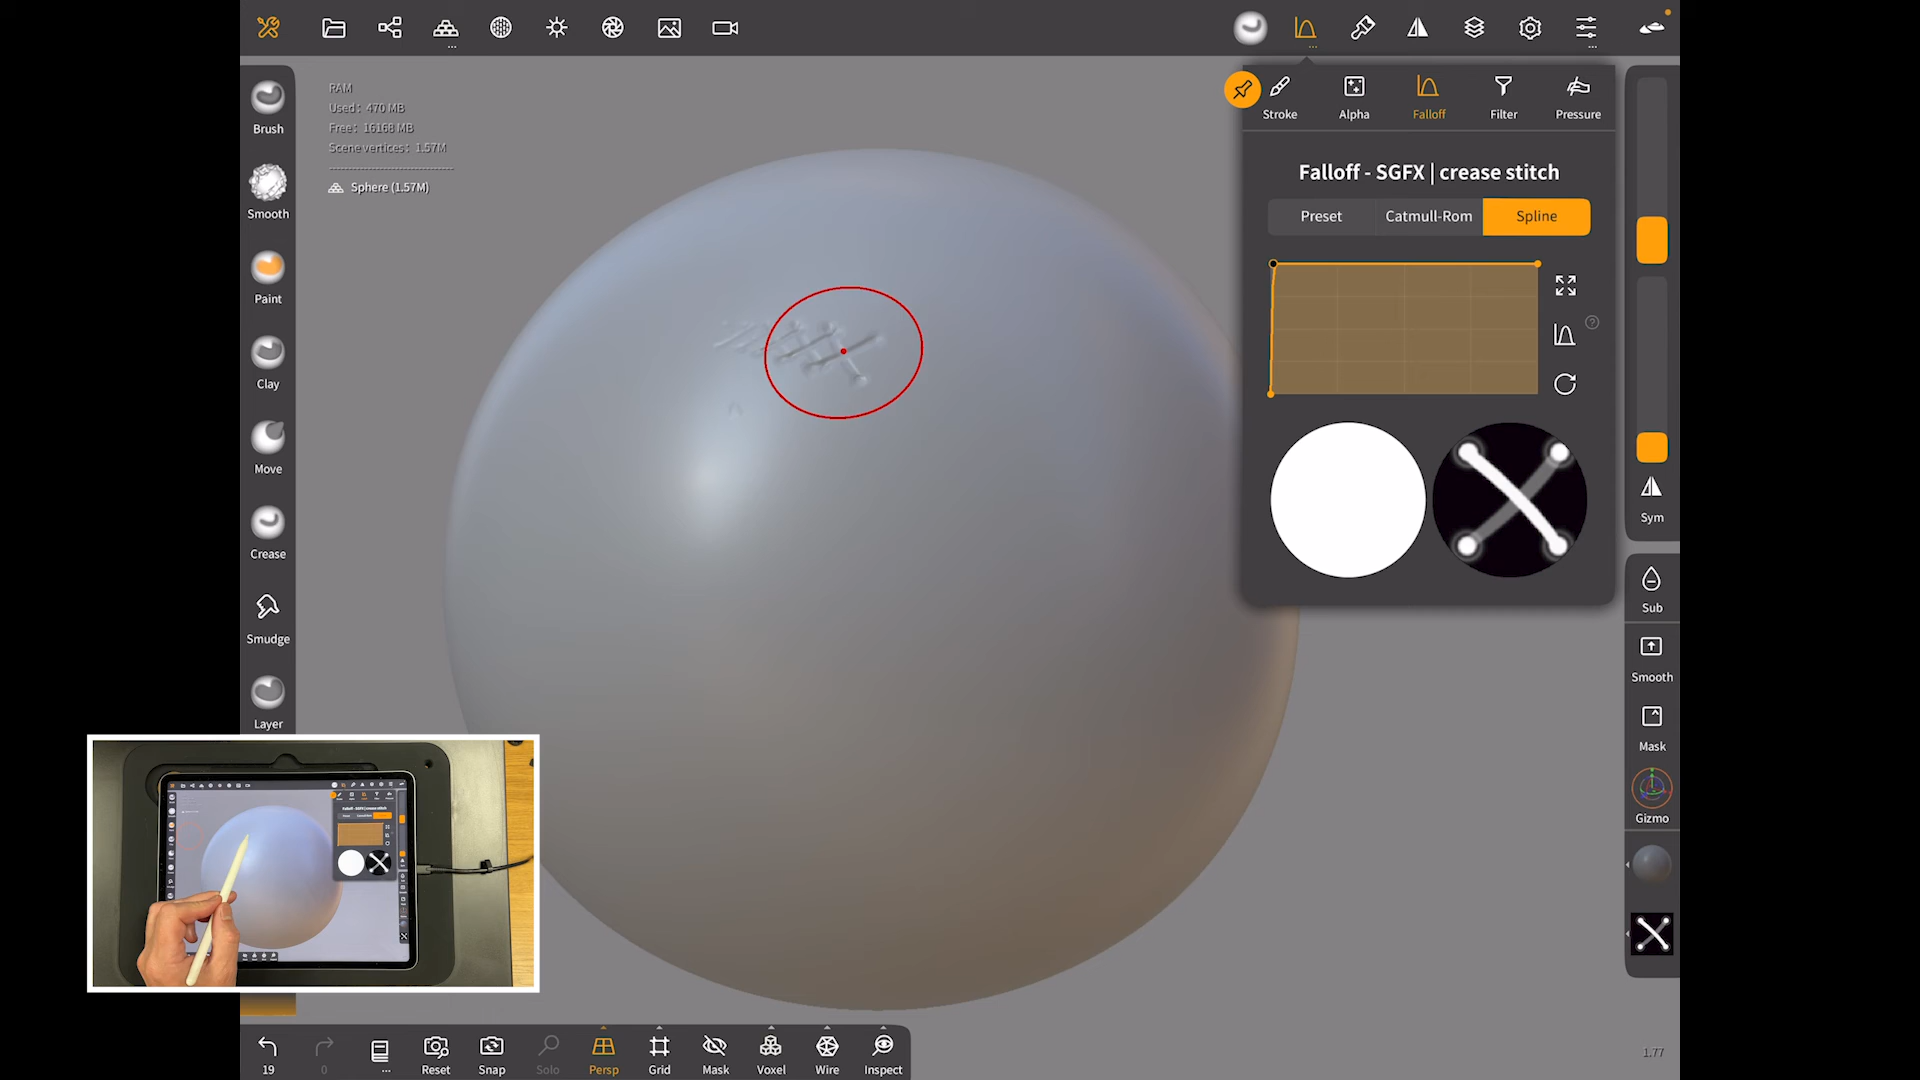 RAM
Used: 470 MB
Free: 16168 MB
Scene vertices: 1.57M
Sphere (1.57M)
Brush
Smooth
Paint
Clay
Move
Crease
Smudge
Layer
Stroke
Alpha
Falloff
Filter
Pressure
Falloff - SGFX | crease stitch
Preset
Catmull-Rom
Spline
?
Sym
Sub
Smooth
Mask
Gizmo
1.77
19
0
...
Reset
Snap
Solo
Persp
Grid
Mask
Voxel
Wire
Inspect